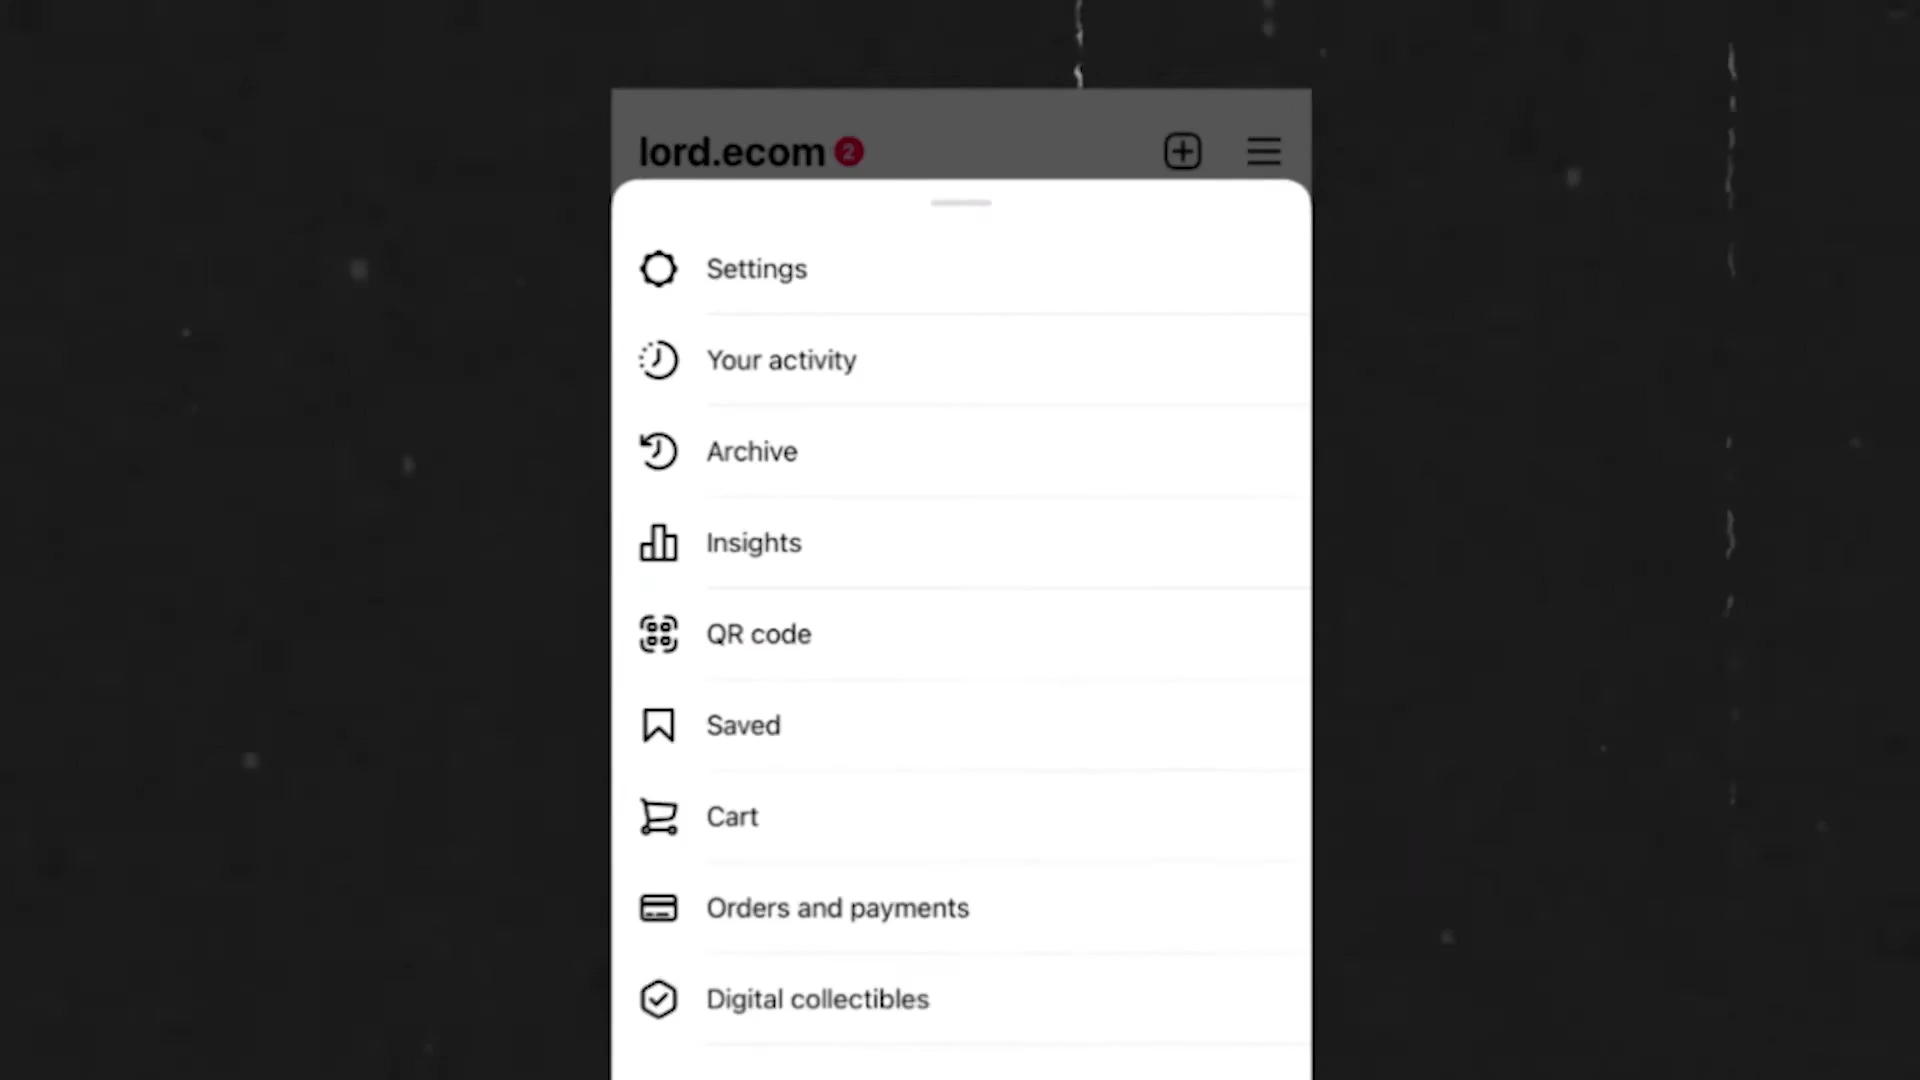 lord.ecom 2
Settings
Your activity
Archive
Insights
QR code
Saved
Cart
Orders and payments
Digital collectibles